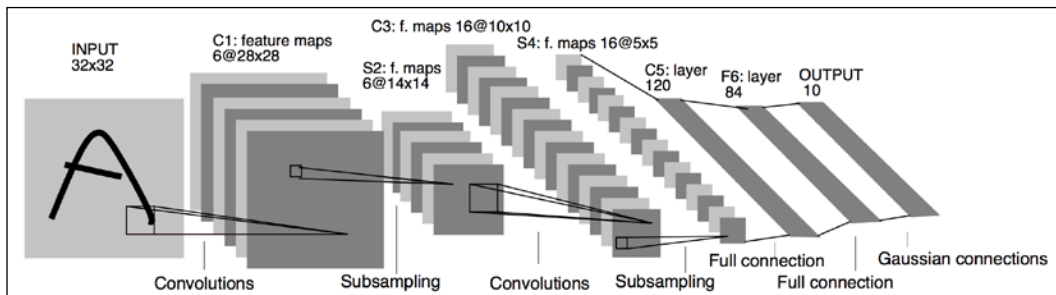 INPUT
32x32
C1: feature maps
6@28x28
S2: f. maps
6@14x14
C3: f. maps 16@10x10
S4: f. maps 16@5x5
C5: layer
120
F6: layer
84
OUTPUT
10
Convolutions
Subsampling
Convolutions
Subsampling
Full connection
Full connection
Gaussian connections
A